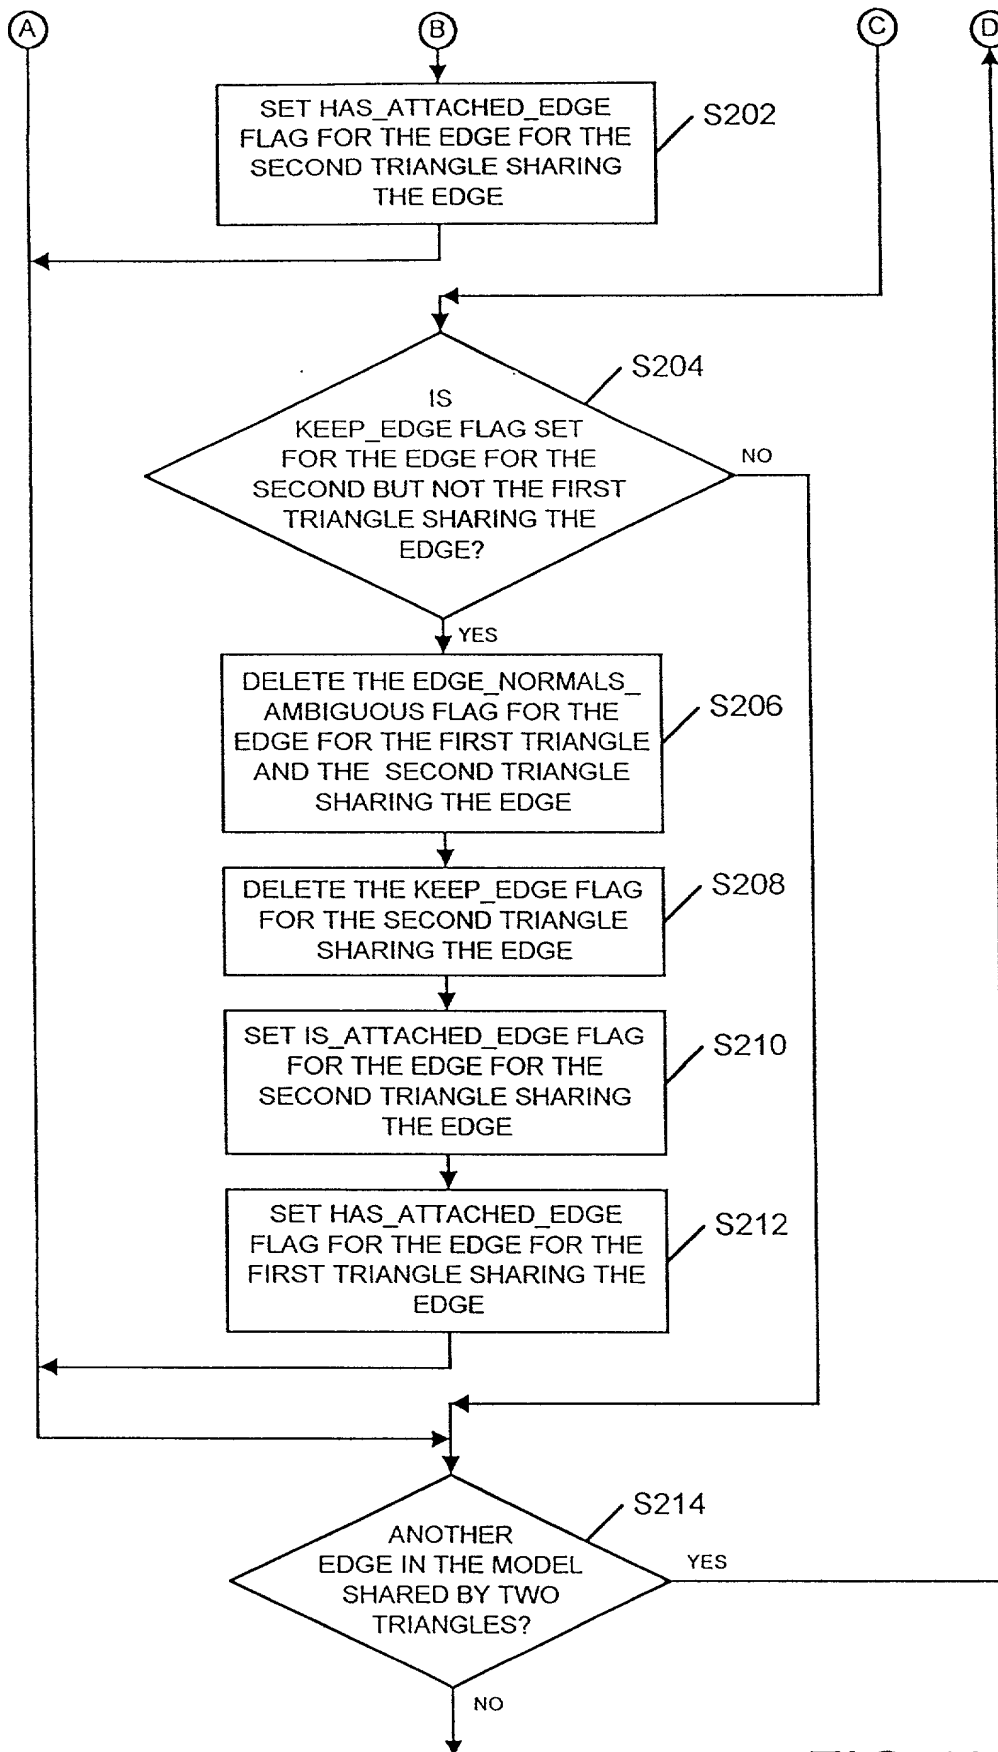 A
B
C
D
SET HAS_ATTACHED_EDGE
FLAG FOR THE EDGE FOR THE
SECOND TRIANGLE SHARING
THE EDGE
S202
S204
IS
KEEP_EDGE FLAG SET
FOR THE EDGE FOR THE
SECOND BUT NOT THE FIRST
TRIANGLE SHARING THE
EDGE?
NO
YES
DELETE THE EDGE_NORMALS_
AMBIGUOUS FLAG FOR THE
EDGE FOR THE FIRST TRIANGLE
AND THE SECOND TRIANGLE
SHARING THE EDGE
S206
DELETE THE KEEP_EDGE FLAG
FOR THE SECOND TRIANGLE
SHARING THE EDGE
S208
SET IS_ATTACHED_EDGE FLAG
FOR THE EDGE FOR THE
SECOND TRIANGLE SHARING
THE EDGE
S210
SET HAS_ATTACHED_EDGE
FLAG FOR THE EDGE FOR THE
FIRST TRIANGLE SHARING THE
EDGE
S212
S214
ANOTHER
EDGE IN THE MODEL
SHARED BY TWO
TRIANGLES?
YES
NO